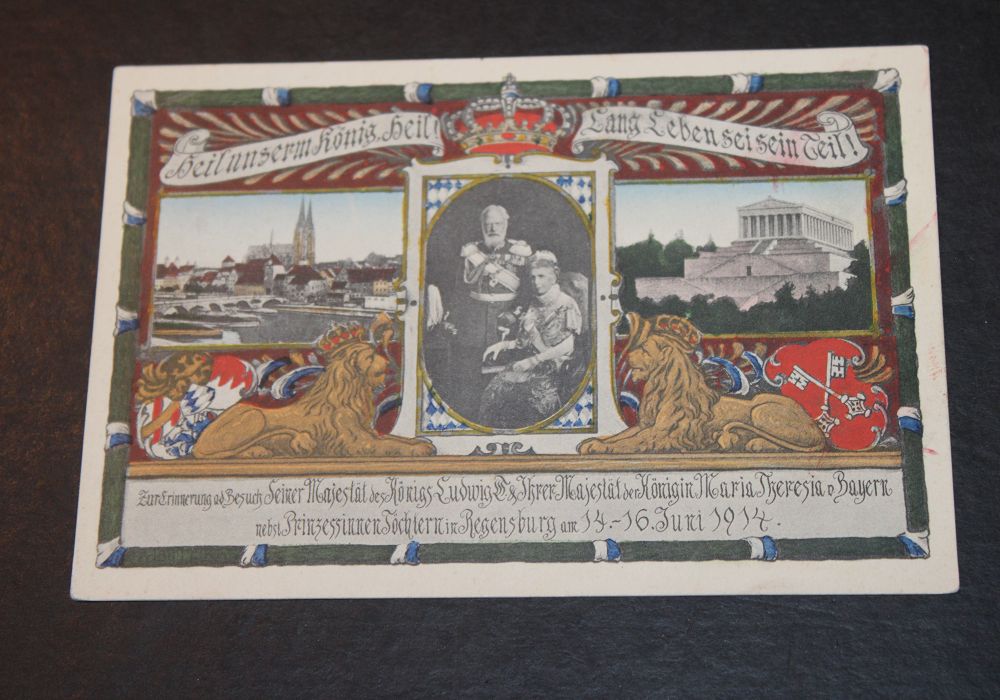 Heil unserm König, Heil!
Lang Leben sei sein Teil!
Zur Erinnerung ad Besuch Seiner Majestät des Königs Ludwig III & Ihrer Majestät der Königin Maria Theresia v Bayern
nebst Prinzessinnen Töchtern in Regensburg am 14.-16. Juni 1914.